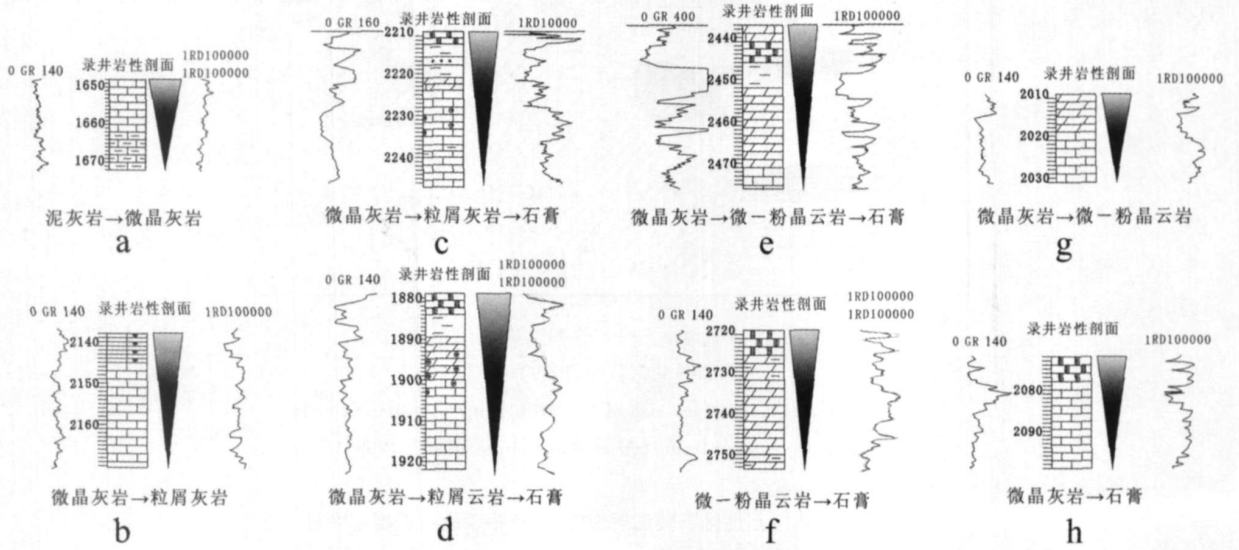 0 GR 140
录井岩性剖面
1RD100000
1RD100000
1650
1660
1670
泥灰岩→微晶灰岩
a
0 GR 160
录井岩性剖面
1RD10000
2210
2220
2230
2240
微晶灰岩→粒屑灰岩→石膏
c
0 GR 400
录井岩性剖面
1RD100000
2440
2450
2460
2470
微晶灰岩→微一粉晶云岩→石膏
e
0 GR 140
录井岩性剖面
1RD100000
2010
2020
2030
微晶灰岩→微一粉晶云岩
g
0 GR 140
录井岩性剖面
1RD100000
2140
2150
2160
微晶灰岩→粒屑灰岩
b
0 GR 140
录井岩性剖面
1RD100000
1RD100000
1880
1890
1900
1910
1920
微晶灰岩→粒屑云岩→石膏
d
0 GR 140
录井岩性剖面
1RD100000
1RD100000
2720
2730
2740
2750
微一粉晶云岩→石膏
f
0 GR 140
录井岩性剖面
1RD100000
2080
2090
微晶灰岩→石膏
h